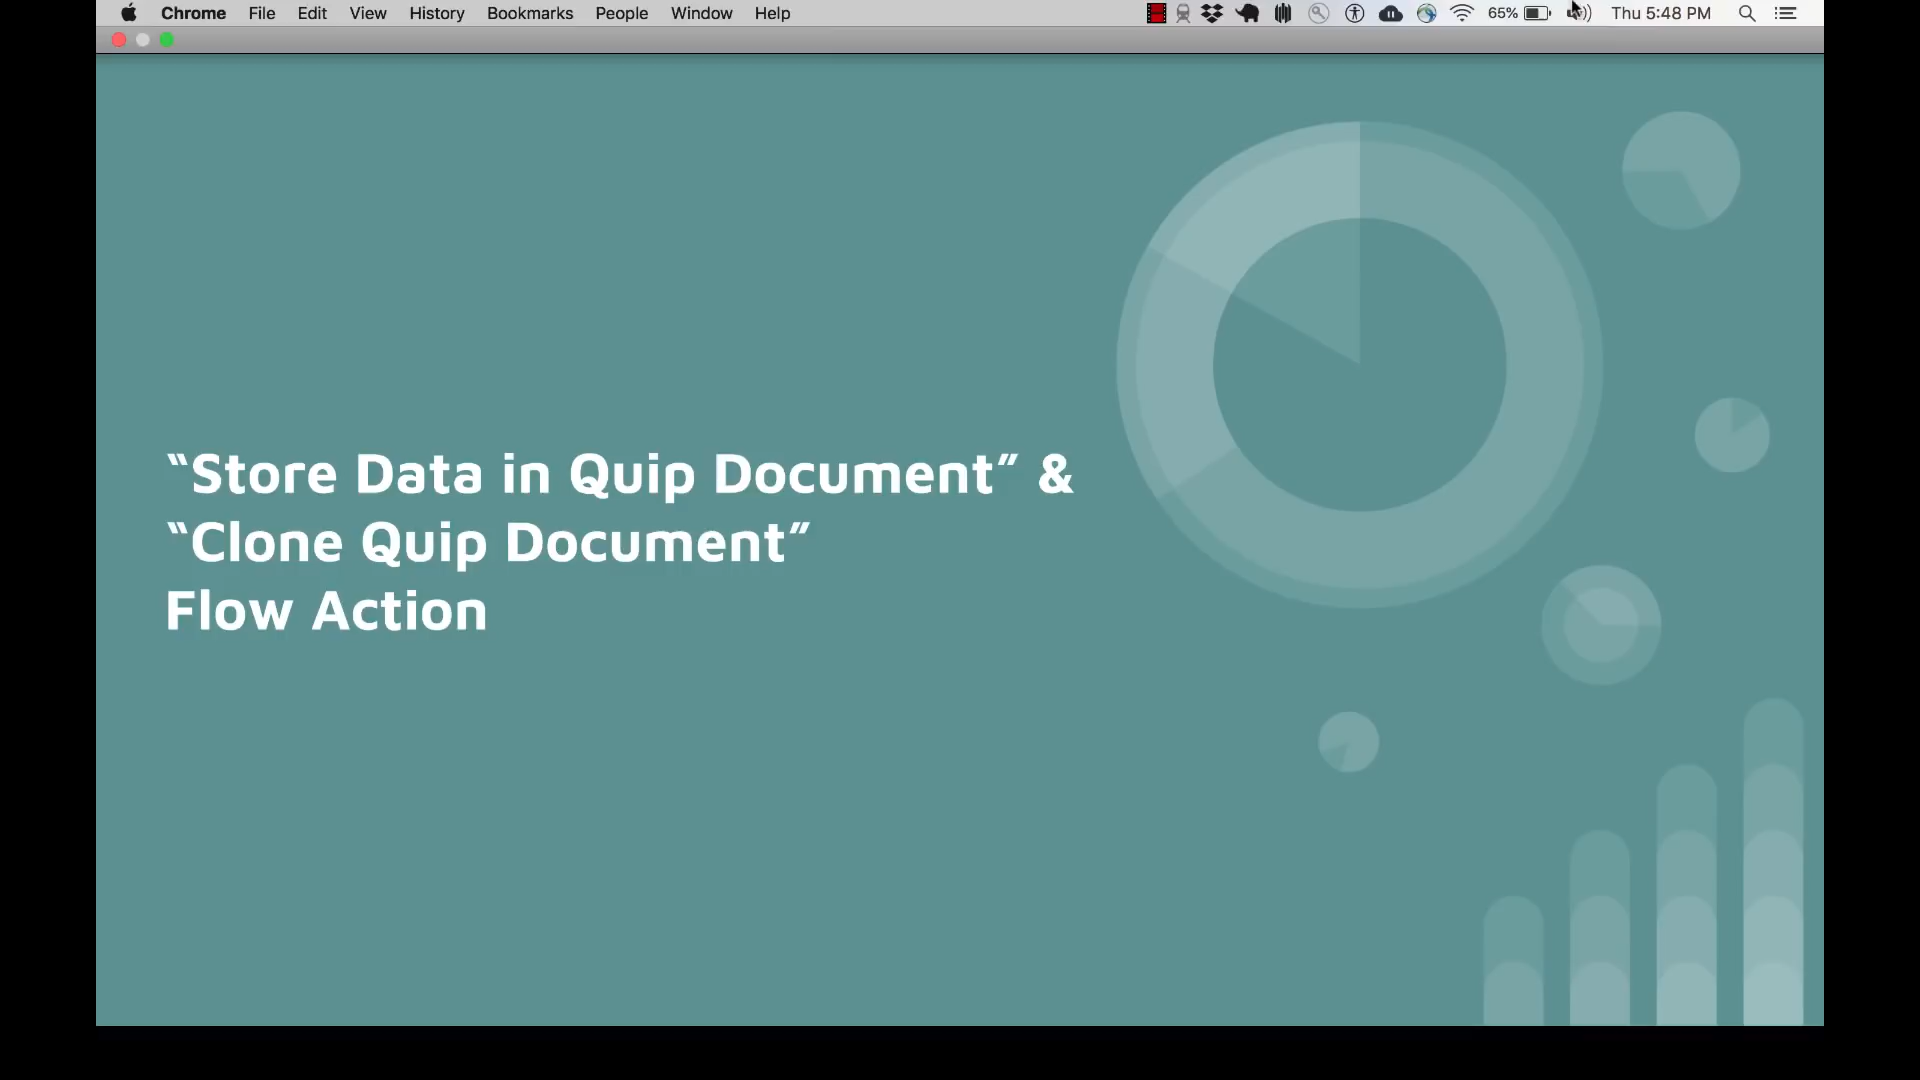 Chrome File Edit View History Bookmarks People Window Help 65% Thu 5:48 PM
“Store Data in Quip Document” &
“Clone Quip Document”
Flow Action